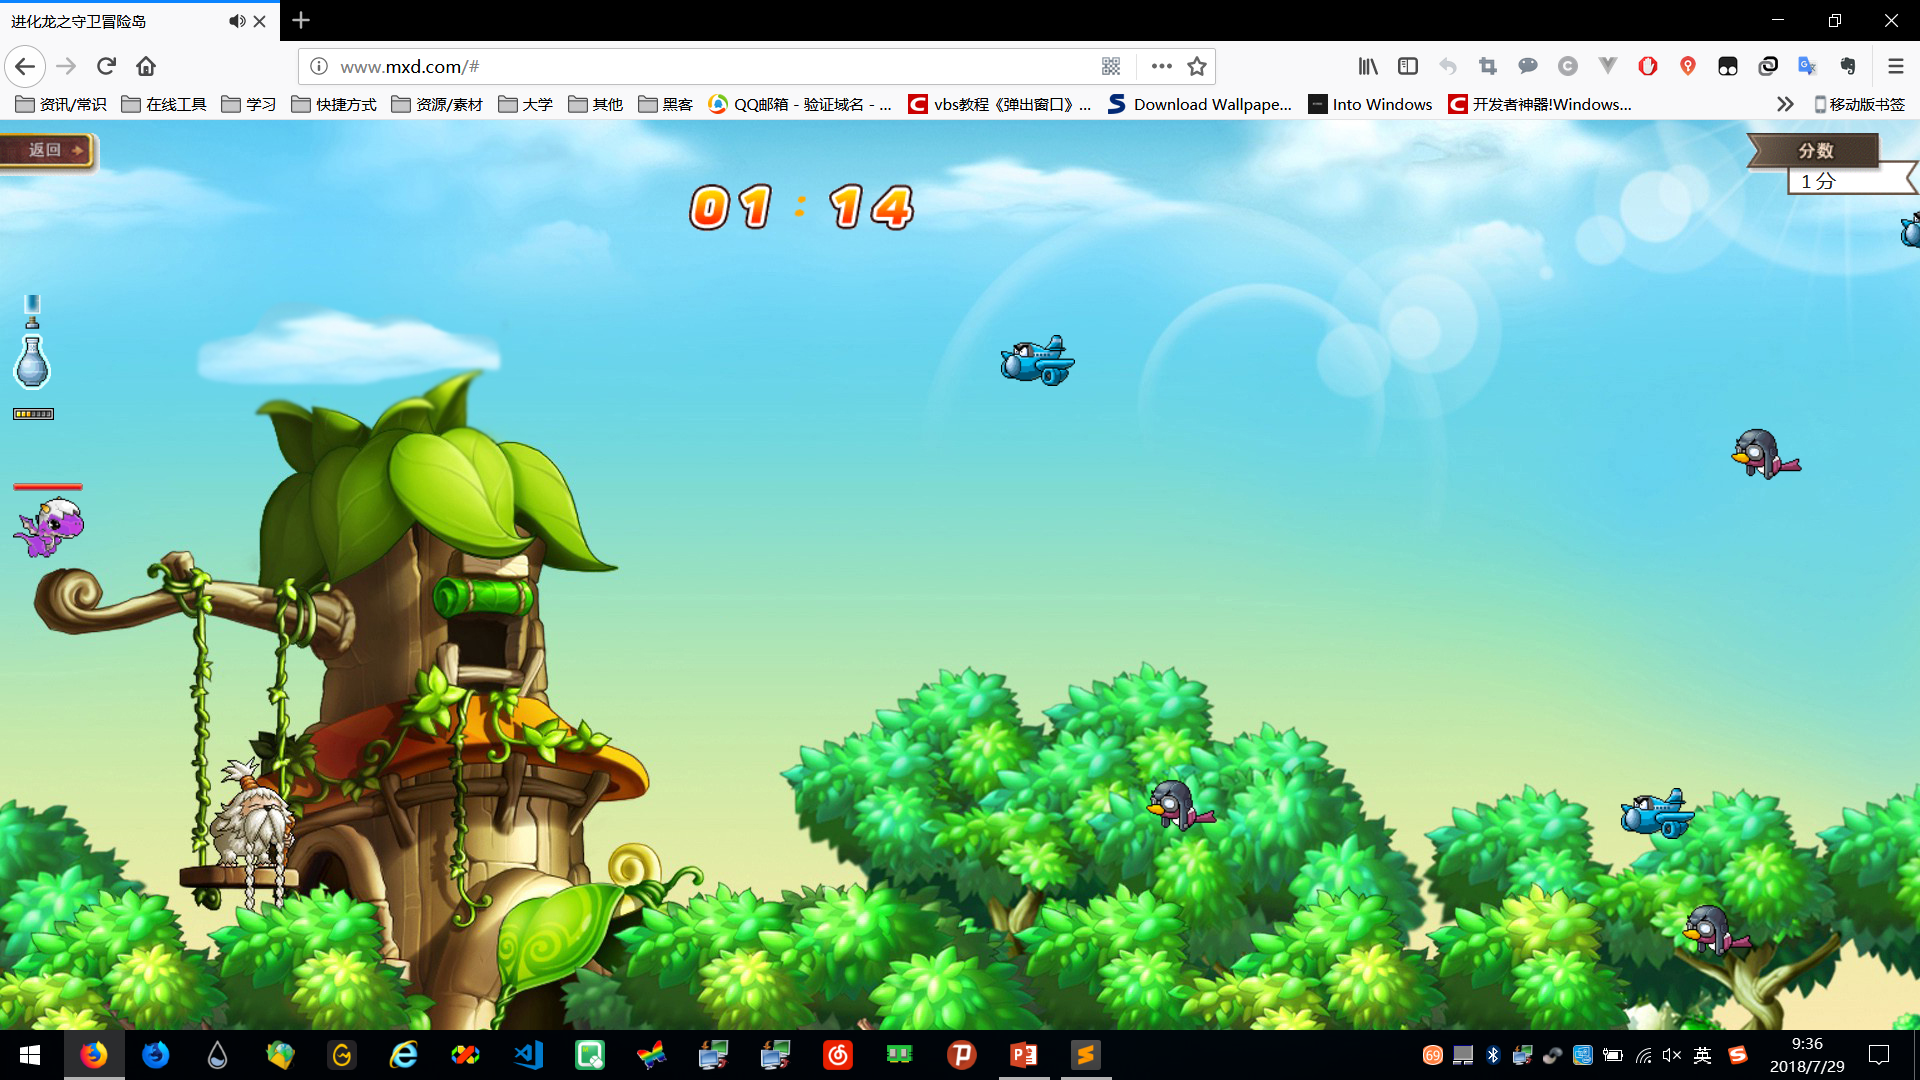 进化龙之守卫冒险岛
www.mxd.com/#
资讯/常识
在线工具
学习
快捷方式
资源/素材
大学
其他
黑客
QQ邮箱 - 验证域名 - ...
vbs教程《弹出窗口》...
Download Wallpape...
Into Windows
开发者神器!Windows...
移动版书签
返回
01 : 14
分数
1 分
69
英
9:36
2018/7/29